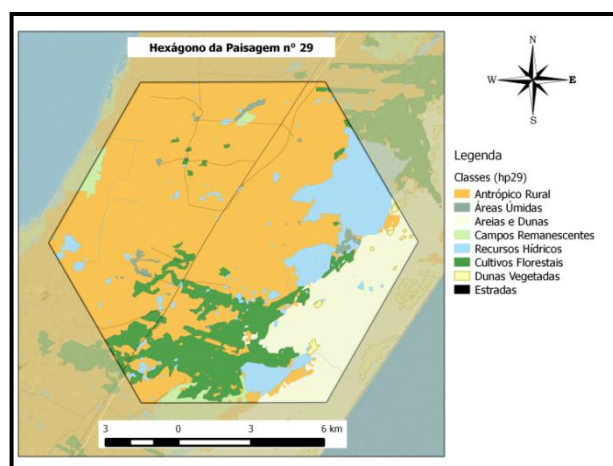 Hexágono da Paisagem n° 29
N
W
E
S
Legenda
Classes (hp29)
Antrópico Rural
Áreas Úmidas
Areias e Dunas
Campos Remanescentes
Recursos Hídricos
Cultivos Florestais
Dunas Vegetadas
Estradas
3 0 3 6 km